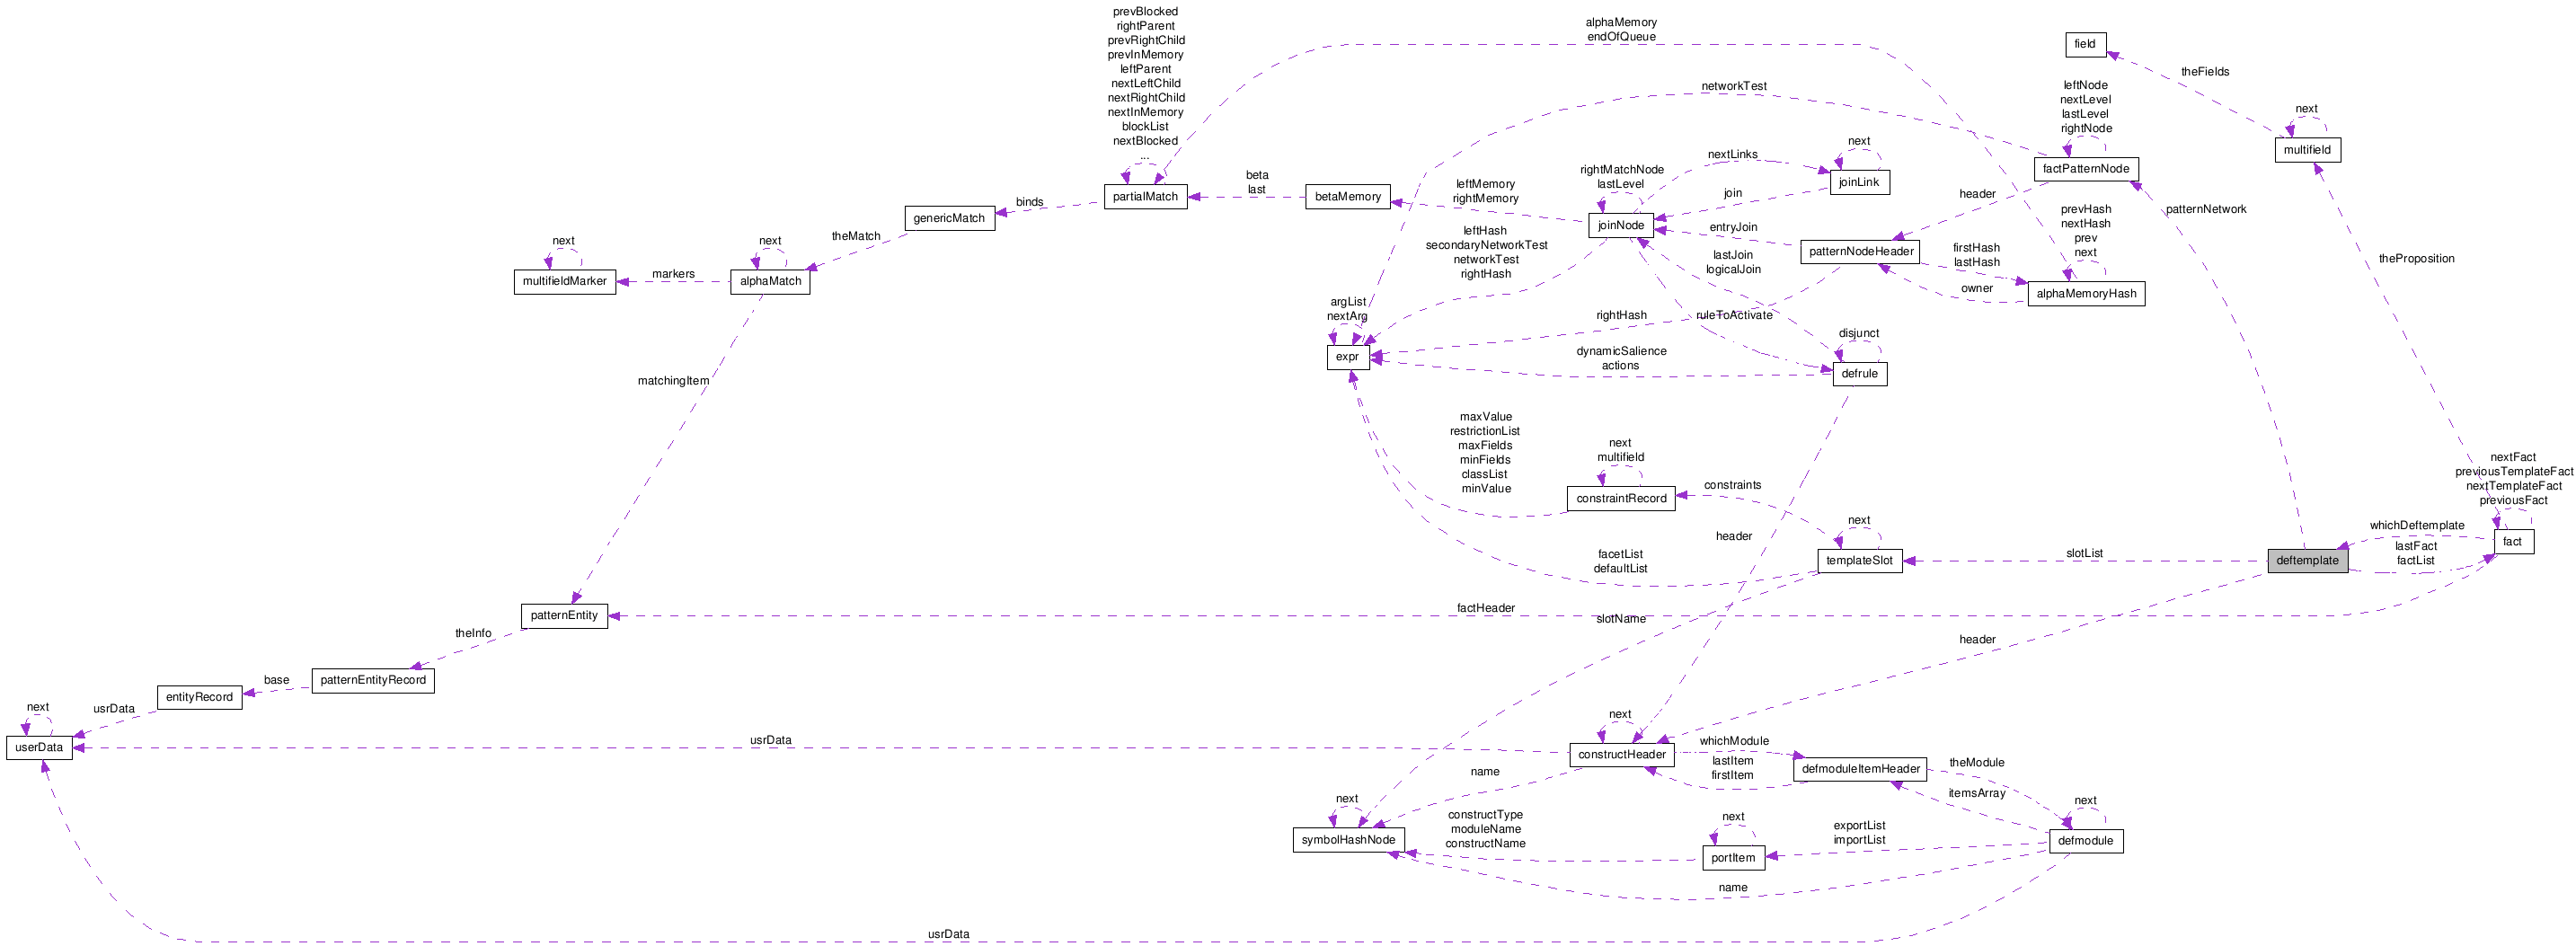 prevBlocked
rightParent
prevRightChild
prevInMemory
leftParent
nextLeftChild
nextRightChild
nextInMemory
blockList
nextBlocked
...
partialMatch
alphaMemory
endOfQueue
field
theFields
next
multifield
networkTest
leftNode
nextLevel
lastLevel
rightNode
factPatternNode
rightMatchNode
lastLevel
joinNode
nextLinks
next
joinLink
join
beta
last
betaMemory
leftMemory
rightMemory
binds
genericMatch
theMatch
next
alphaMatch
markers
next
multifieldMarker
header
patternNetwork
entryJoin
patternNodeHeader
prevHash
nextHash
prev
next
alphaMemoryHash
firstHash
lastHash
owner
leftHash
secondaryNetworkTest
networkTest
rightHash
lastJoin
logicalJoin
theProposition
argList
nextArg
expr
rightHash
ruleToActivate
disjunct
defrule
dynamicSalience
actions
matchingItem
maxValue
restrictionList
maxFields
minFields
classList
minValue
next
multifield
constraintRecord
constraints
next
templateSlot
header
facetList
defaultList
slotList
deftemplate
whichDeftemplate
lastFact
factList
nextFact
previousTemplateFact
nextTemplateFact
previousFact
fact
patternEntity
factHeader
slotName
theInfo
header
patternEntityRecord
base
entityRecord
usrData
next
userData
usrData
next
constructHeader
whichModule
lastItem
firstItem
defmoduleItemHeader
theModule
itemsArray
name
next
symbolHashNode
constructType
moduleName
constructName
next
portItem
exportList
importList
next
defmodule
name
usrData